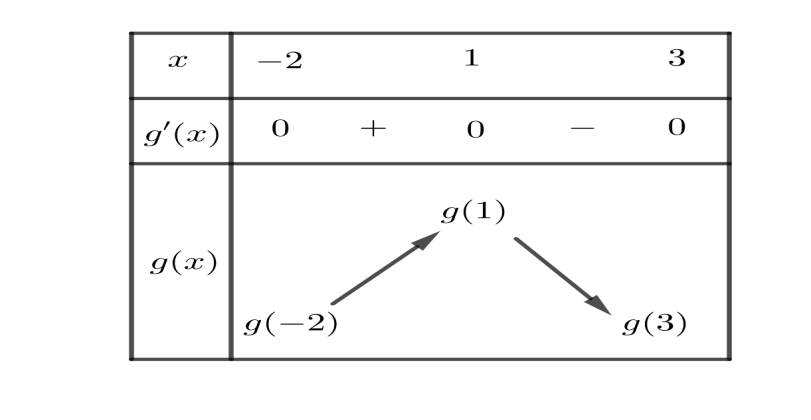 x −2 1 3
g′(x) 0 + 0 − 0
g(1)
g(x)
g(−2) g(3)